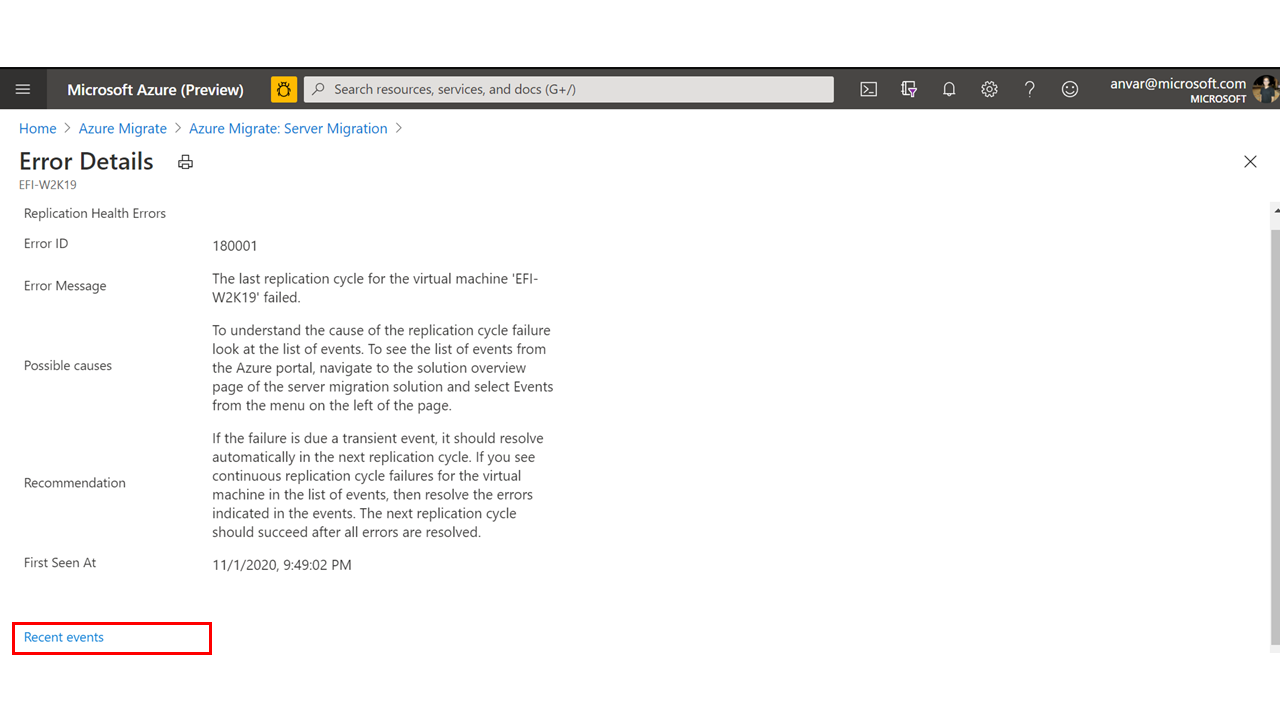 Microsoft Azure (Preview)
Search resources, services, and docs (G+/)
anvar@microsoft.com
MICROSOFT
Home > Azure Migrate > Azure Migrate: Server Migration >
Error Details
EFI-W2K19
Replication Health Errors
Error ID
180001
Error Message
The last replication cycle for the virtual machine 'EFI-
W2K19' failed.
Possible causes
To understand the cause of the replication cycle failure
look at the list of events. To see the list of events from
the Azure portal, navigate to the solution overview
page of the server migration solution and select Events
from the menu on the left of the page.
Recommendation
If the failure is due a transient event, it should resolve
automatically in the next replication cycle. If you see
continuous replication cycle failures for the virtual
machine in the list of events, then resolve the errors
indicated in the events. The next replication cycle
should succeed after all errors are resolved.
First Seen At
11/1/2020, 9:49:02 PM
Recent events